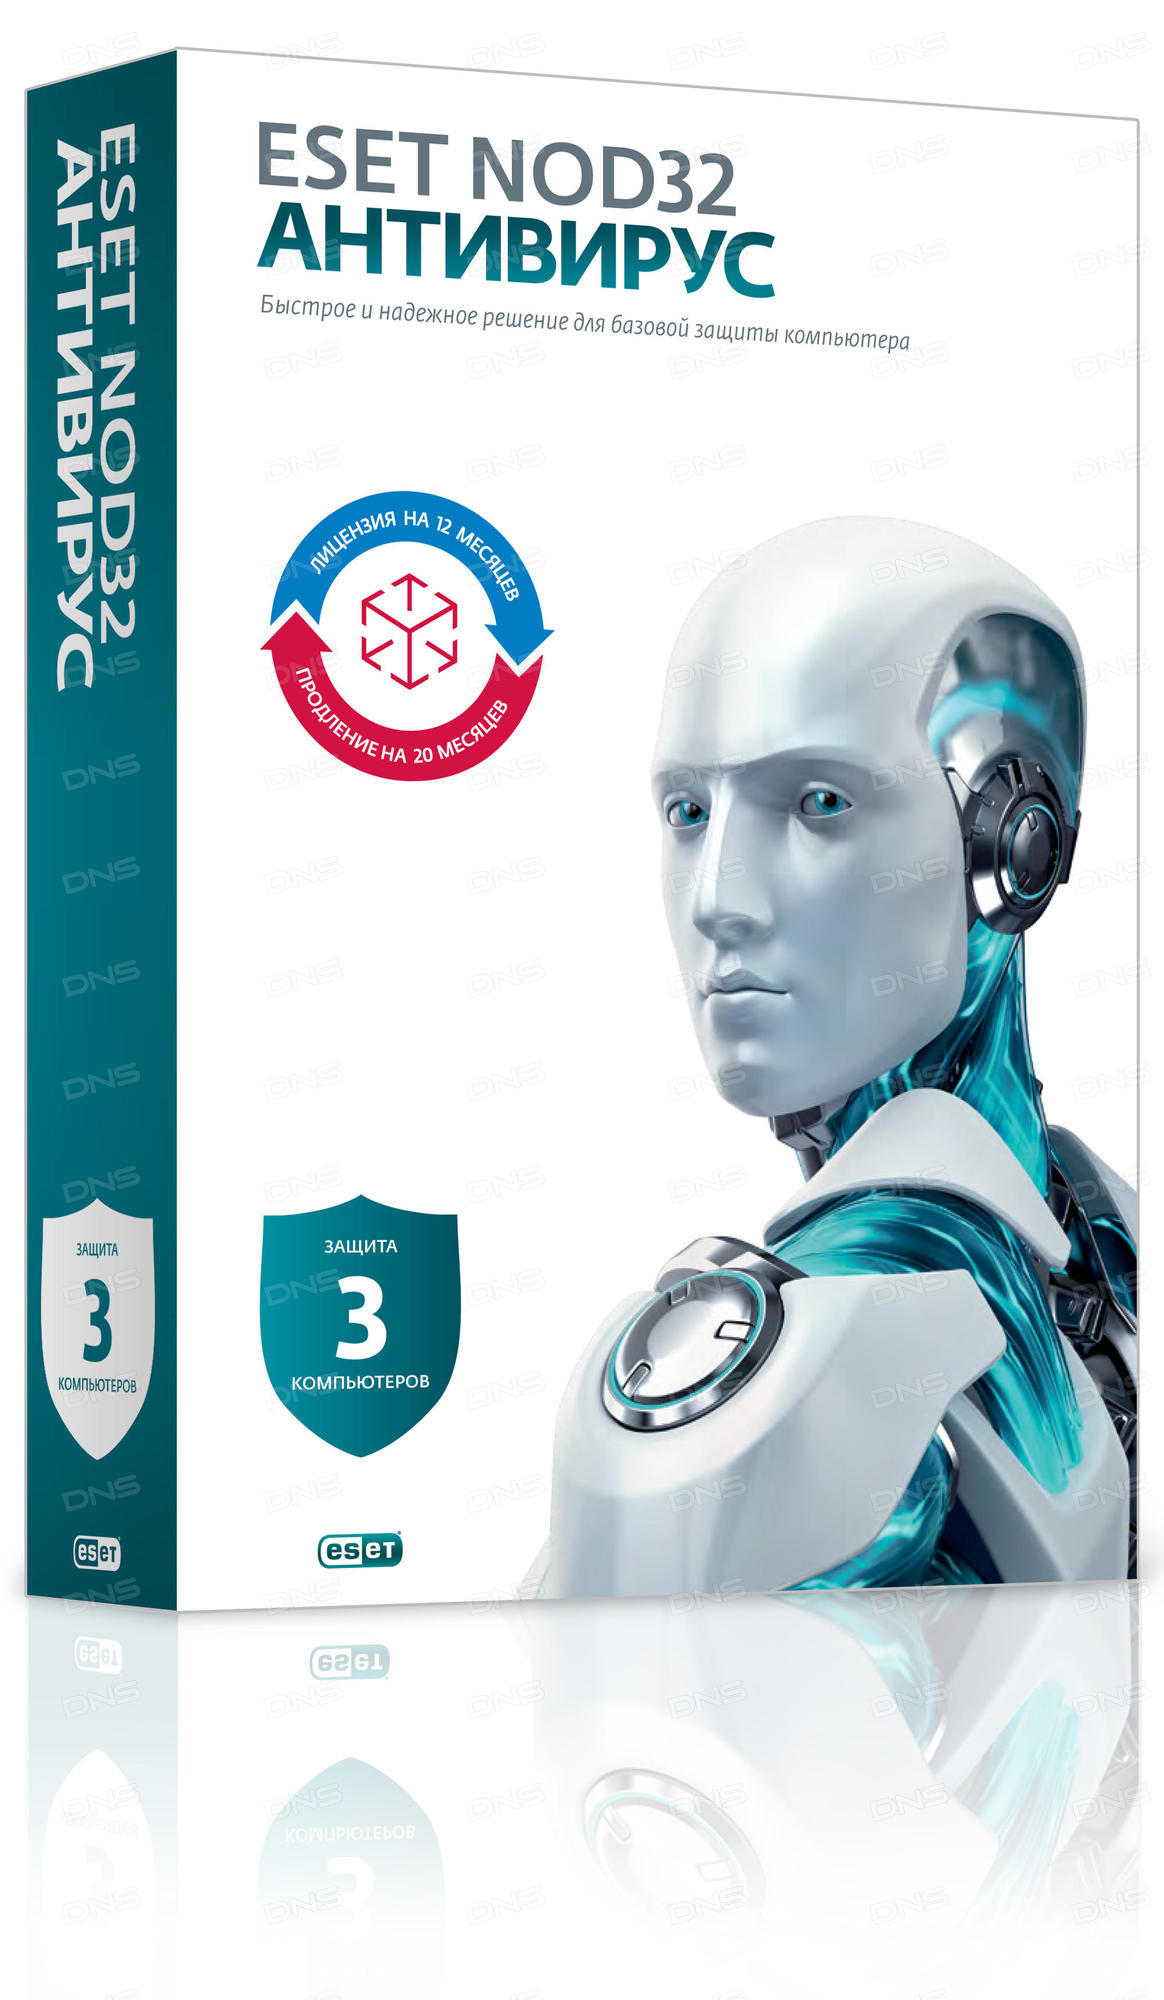 ESET NOD32
АНТИВИРУС
ESET NOD32
АНТИВИРУС
Быстрое и надежное решение для базовой защиты компьютера
ЛИЦЕНЗИЯ НА 12 МЕСЯЦЕВ
ПРОДЛЕНИЕ НА 20 МЕСЯЦЕВ
ЗАЩИТА
3
КОМПЬЮТЕРОВ
ЗАЩИТА
3
КОМПЬЮТЕРОВ
eset
eset
DNS